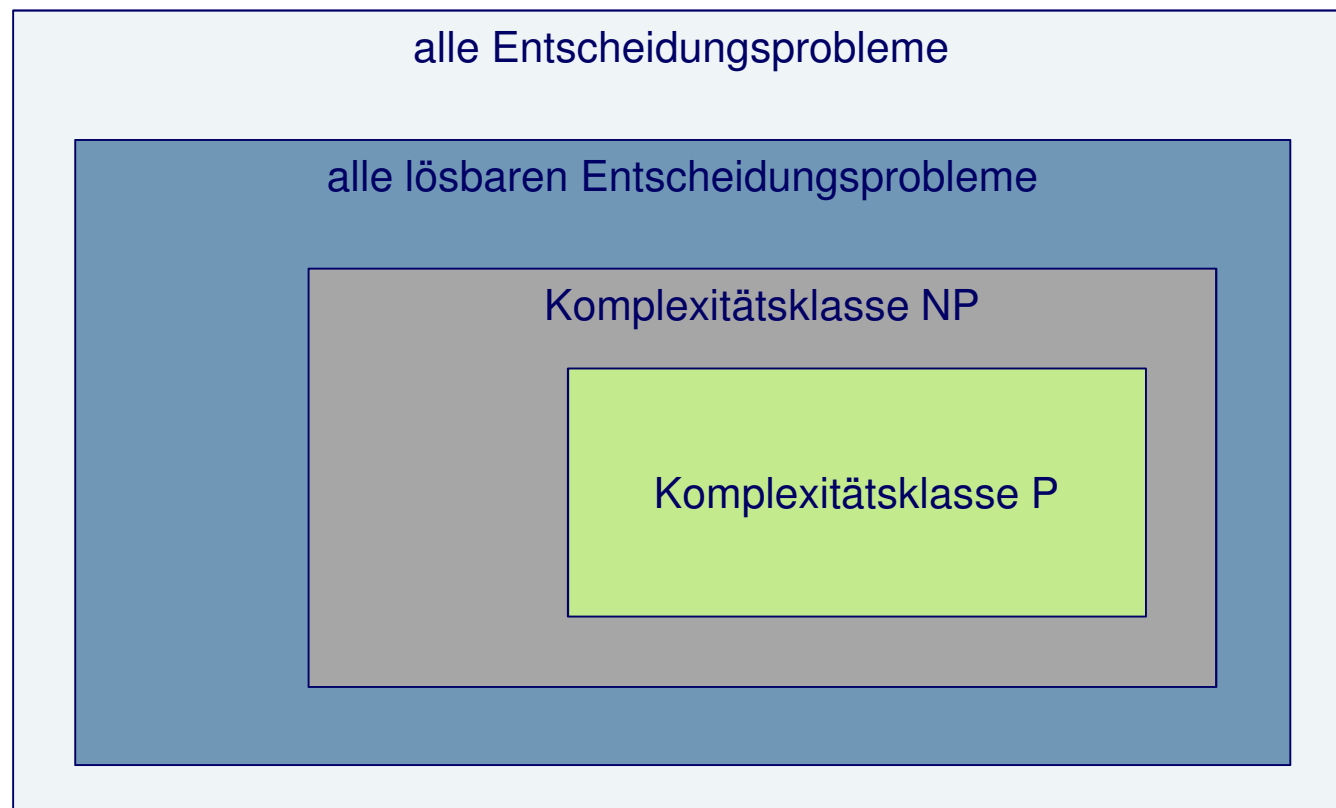 alle Entscheidungsprobleme
alle lösbaren Entscheidungsprobleme
Komplexitätsklasse NP
Komplexitätsklasse P